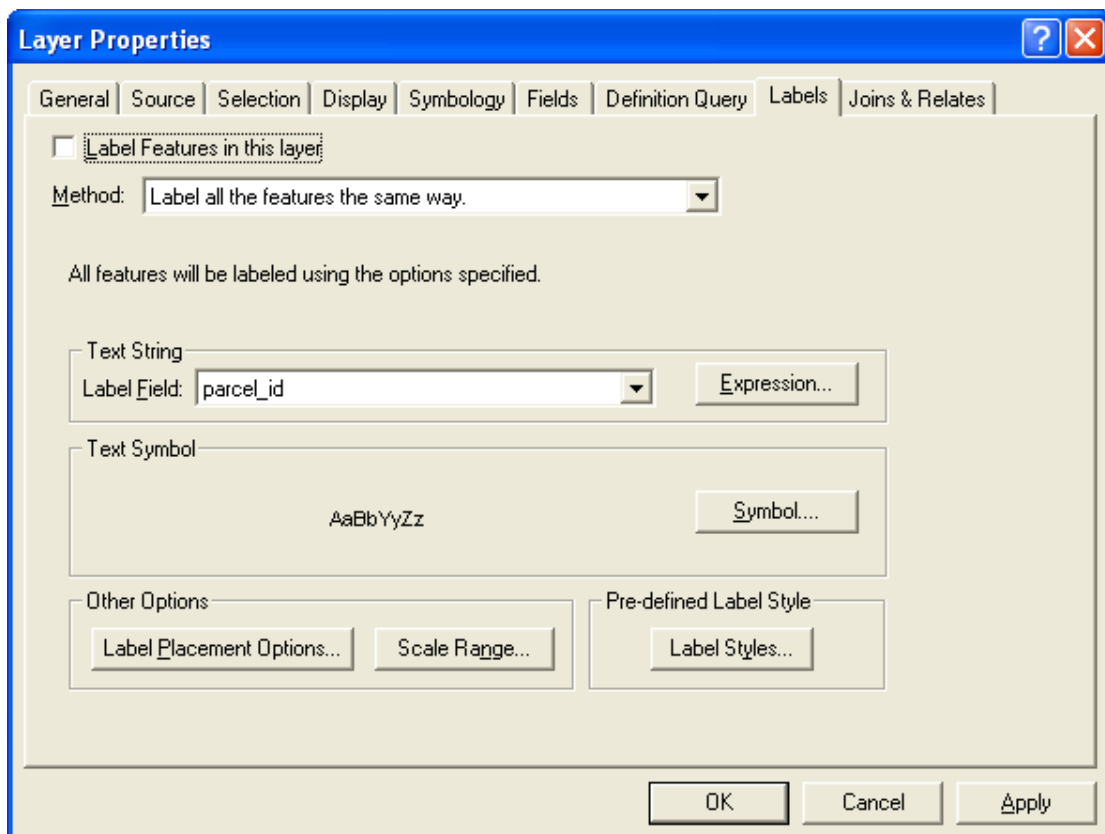 Layer Properties
General Source Selection Display Symbology Fields Definition Query Labels Joins & Relates
Label Features in this layer
Method: Label all the features the same way.
All features will be labeled using the options specified.
Text String
Label Field: parcel_id Expression...
Text Symbol
AaBbYyZz Symbol....
Other Options Pre-defined Label Style
Label Placement Options... Scale Range... Label Styles...
OK Cancel Apply